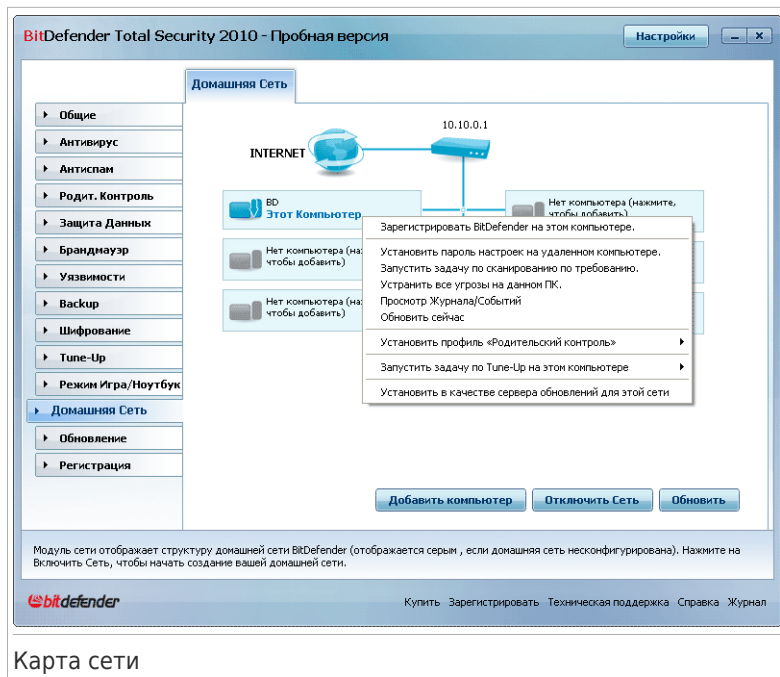 BitDefender Total Security 2010 - Пробная версия
Настройки
Домашняя Сеть
Общие
Антивирус
Антиспам
Родит. Контроль
Защита Данных
Брандмауэр
Уязвимости
Backup
Шифрование
Tune-Up
Режим Игра/Ноутбук
Домашняя Сеть
Обновление
Регистрация
10.10.0.1
INTERNET
BD
Этот Компьютер
Нет компьютера (нажмите,
чтобы добавить)
Нет компьютера (на
чтобы добавить)
Нет компьютера (на
чтобы добавить)
Зарегистрировать BitDefender на этом компьютере.
Установить пароль настроек на удаленном компьютере.
Запустить задачу по сканированию по требованию.
Устранить все угрозы на данном ПК.
Просмотр Журнала/Событий
Обновить сейчас
Установить профиль «Родительский контроль»
Запустить задачу по Tune-Up на этом компьютере
Установить в качестве сервера обновлений для этой сети
Добавить компьютер
Отключить Сеть
Обновить
Модуль сети отображает структуру домашней сети BitDefender (отображается серым , если домашняя сеть несконфигурирована). Нажмите на
Включить Сеть, чтобы начать создание вашей домашней сети.
bitdefender
Купить Зарегистрировать Техническая поддержка Справка Журнал
Карта сети